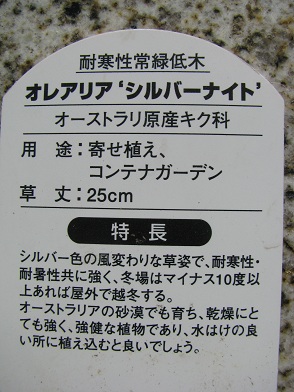 耐寒性常緑低木
オレアリア‘シルバーナイト’
オーストラリ原産キク科
用 途：寄せ植え、
コンテナガーデン
草 丈：25cm
特 長
シルバー色の風変わりな草姿で、耐寒性・
耐暑性共に強く、冬場はマイナス10度以上
あれば屋外で越冬する。
オーストラリアの砂漠でも育ち、乾燥にと
ても強く、強健な植物であり、水はけの良
い所に植え込むと良いでしょう。